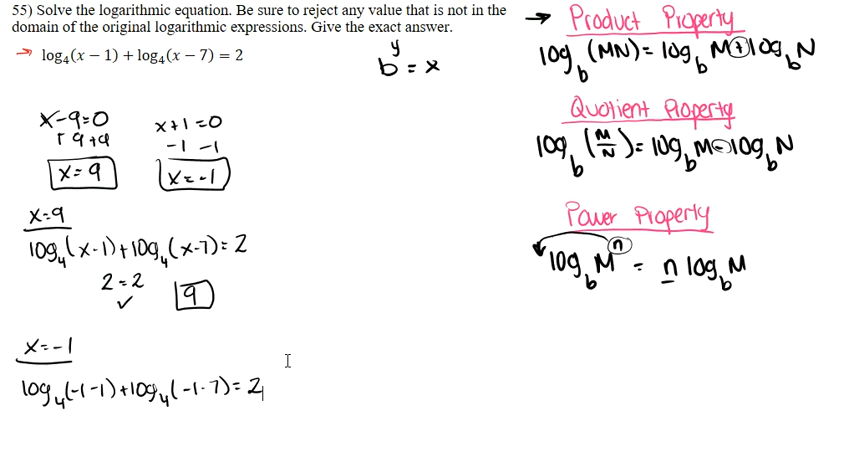 55) Solve the logarithmic equation. Be sure to reject any value that is not in the
domain of the original logarithmic expressions. Give the exact answer.
→ log₄(x − 1) + log₄(x − 7) = 2
b^y = x
x-9=0
+9 +9
x=9
x+1=0
-1 -1
x=-1
x=9
log₄(x-1)+log₄(x-7)=2
2=2
✓
9
x=-1
log₄(-1-1)+log₄(-1-7)=2
→ Product Property
log_b(MN)=log_b M+log_b N
Quotient Property
log_b(M/N)=log_b M-log_b N
Power Property
log_b M^n = n log_b M